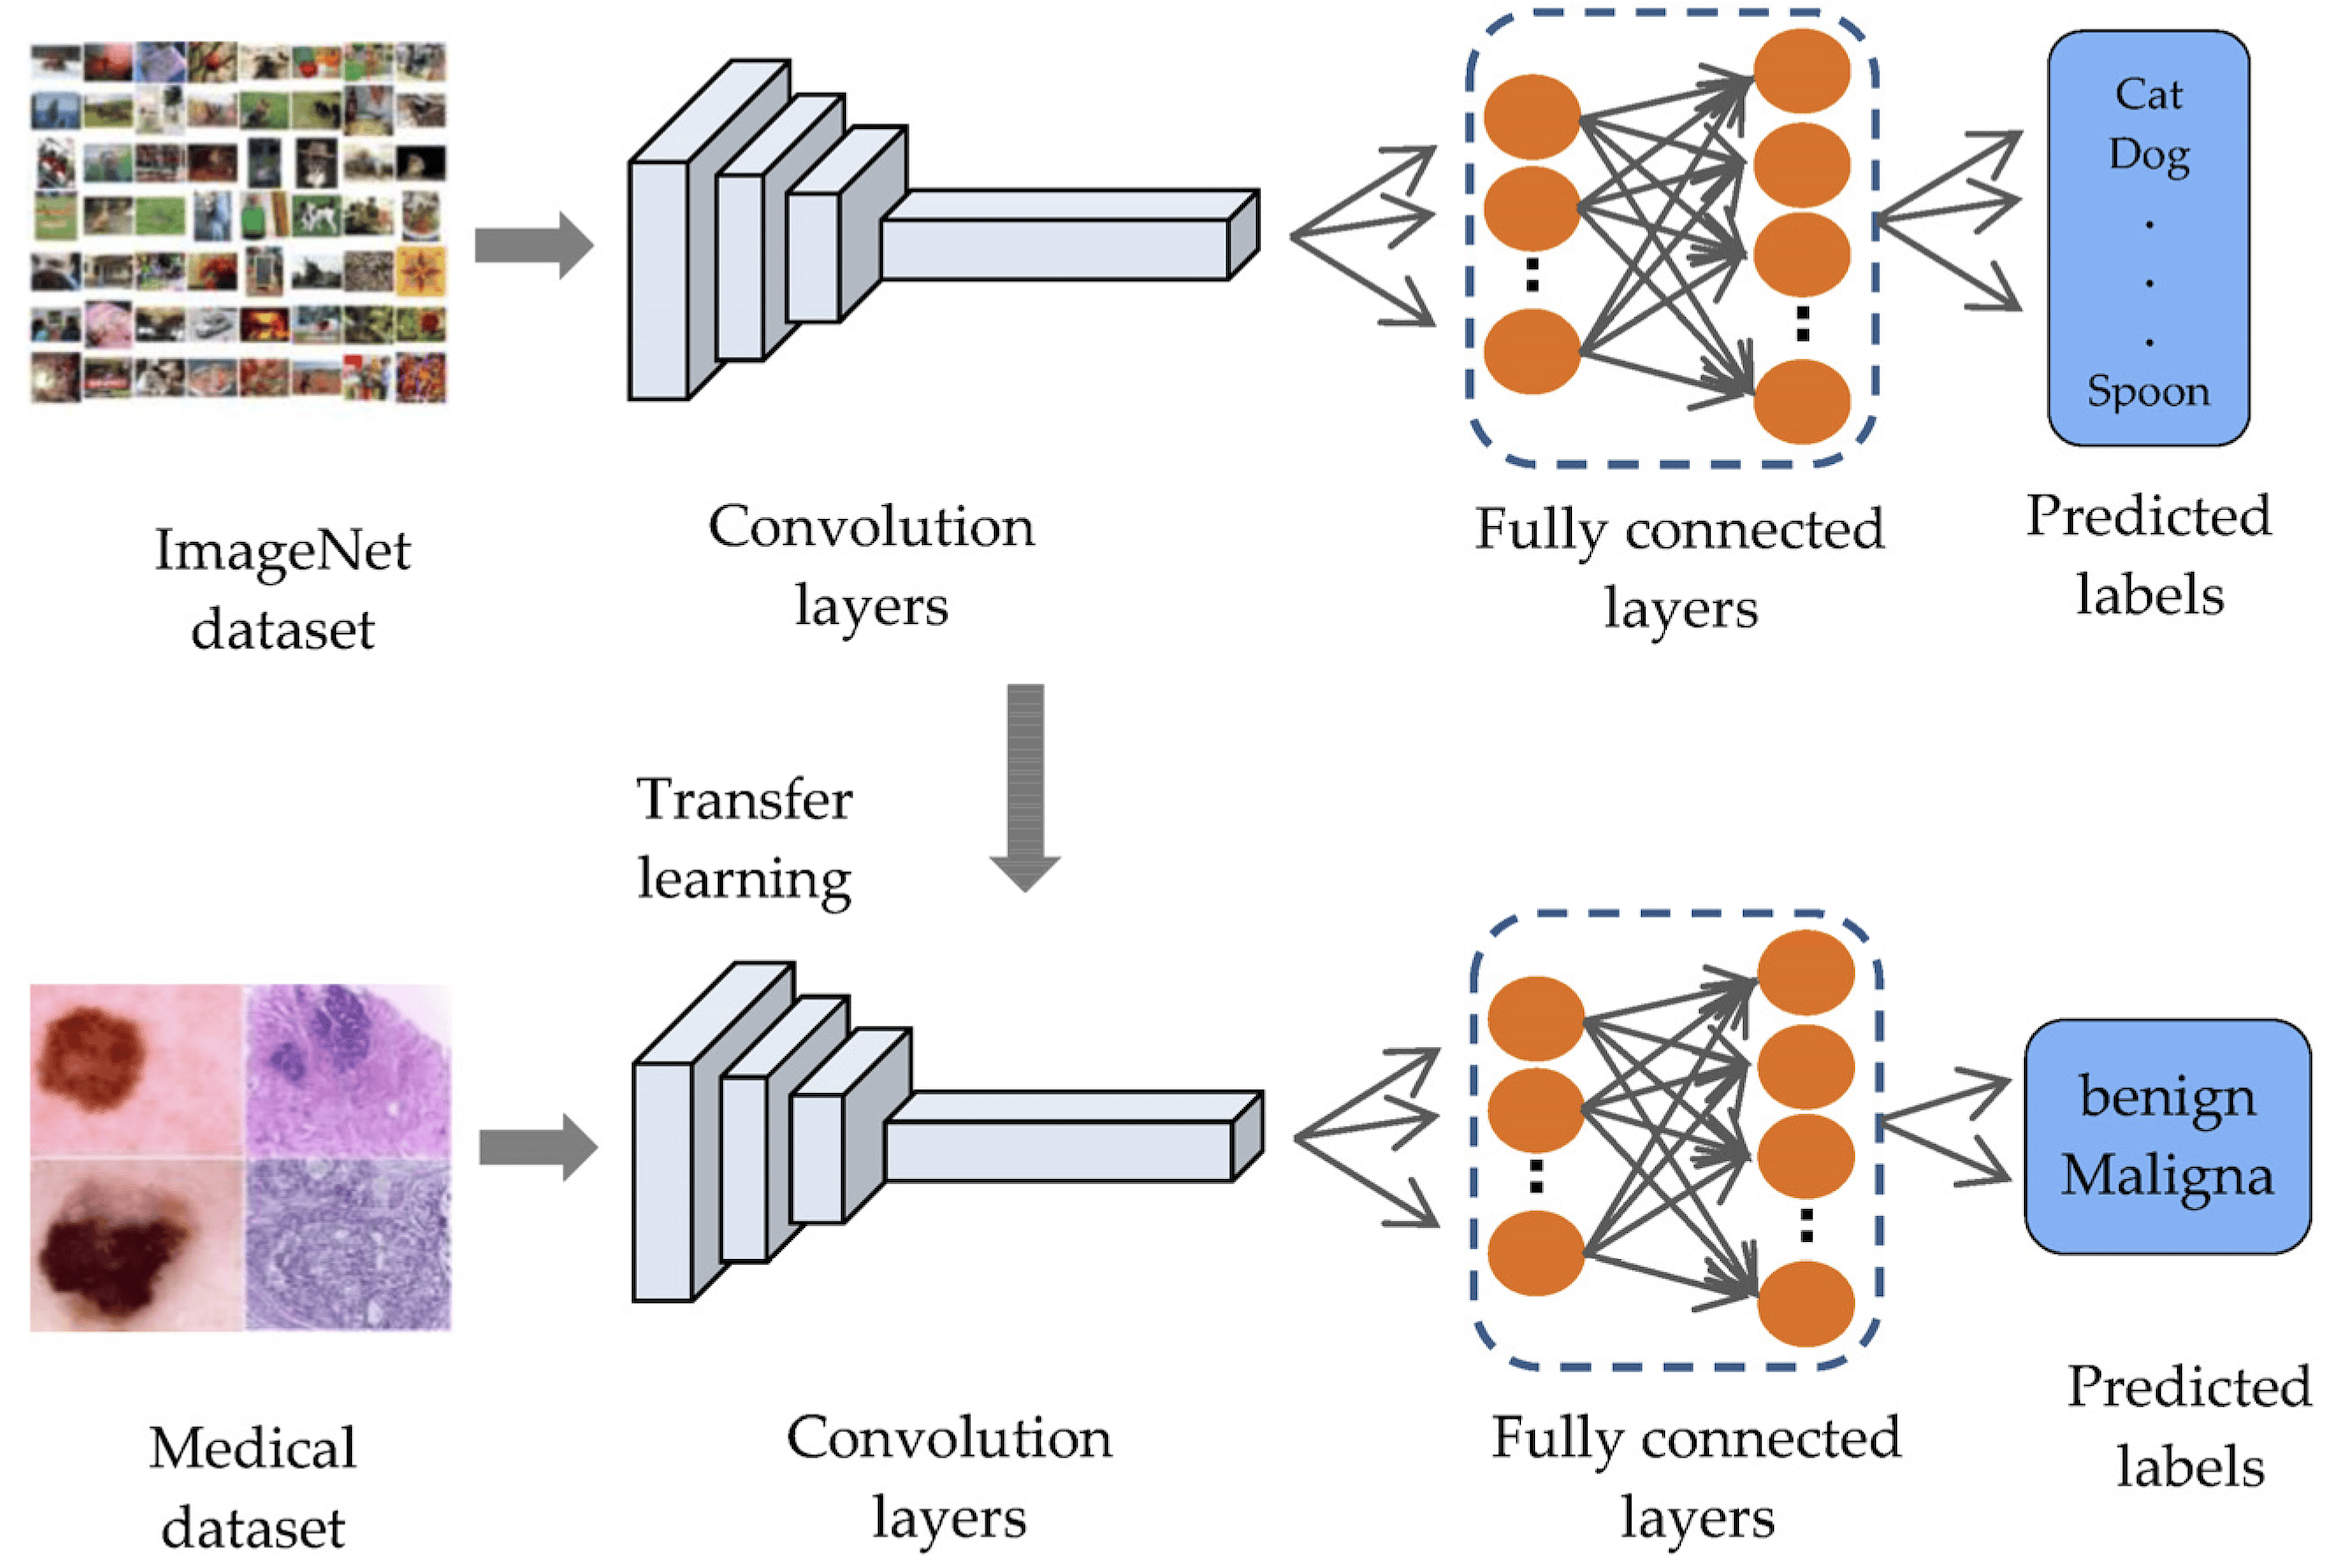 Cat
Dog
.
.
.
Spoon
ImageNet
dataset
Convolution
layers
Fully connected
layers
Predicted
labels
Transfer
learning
benign
Maligna
Medical
dataset
Convolution
layers
Fully connected
layers
Predicted
labels